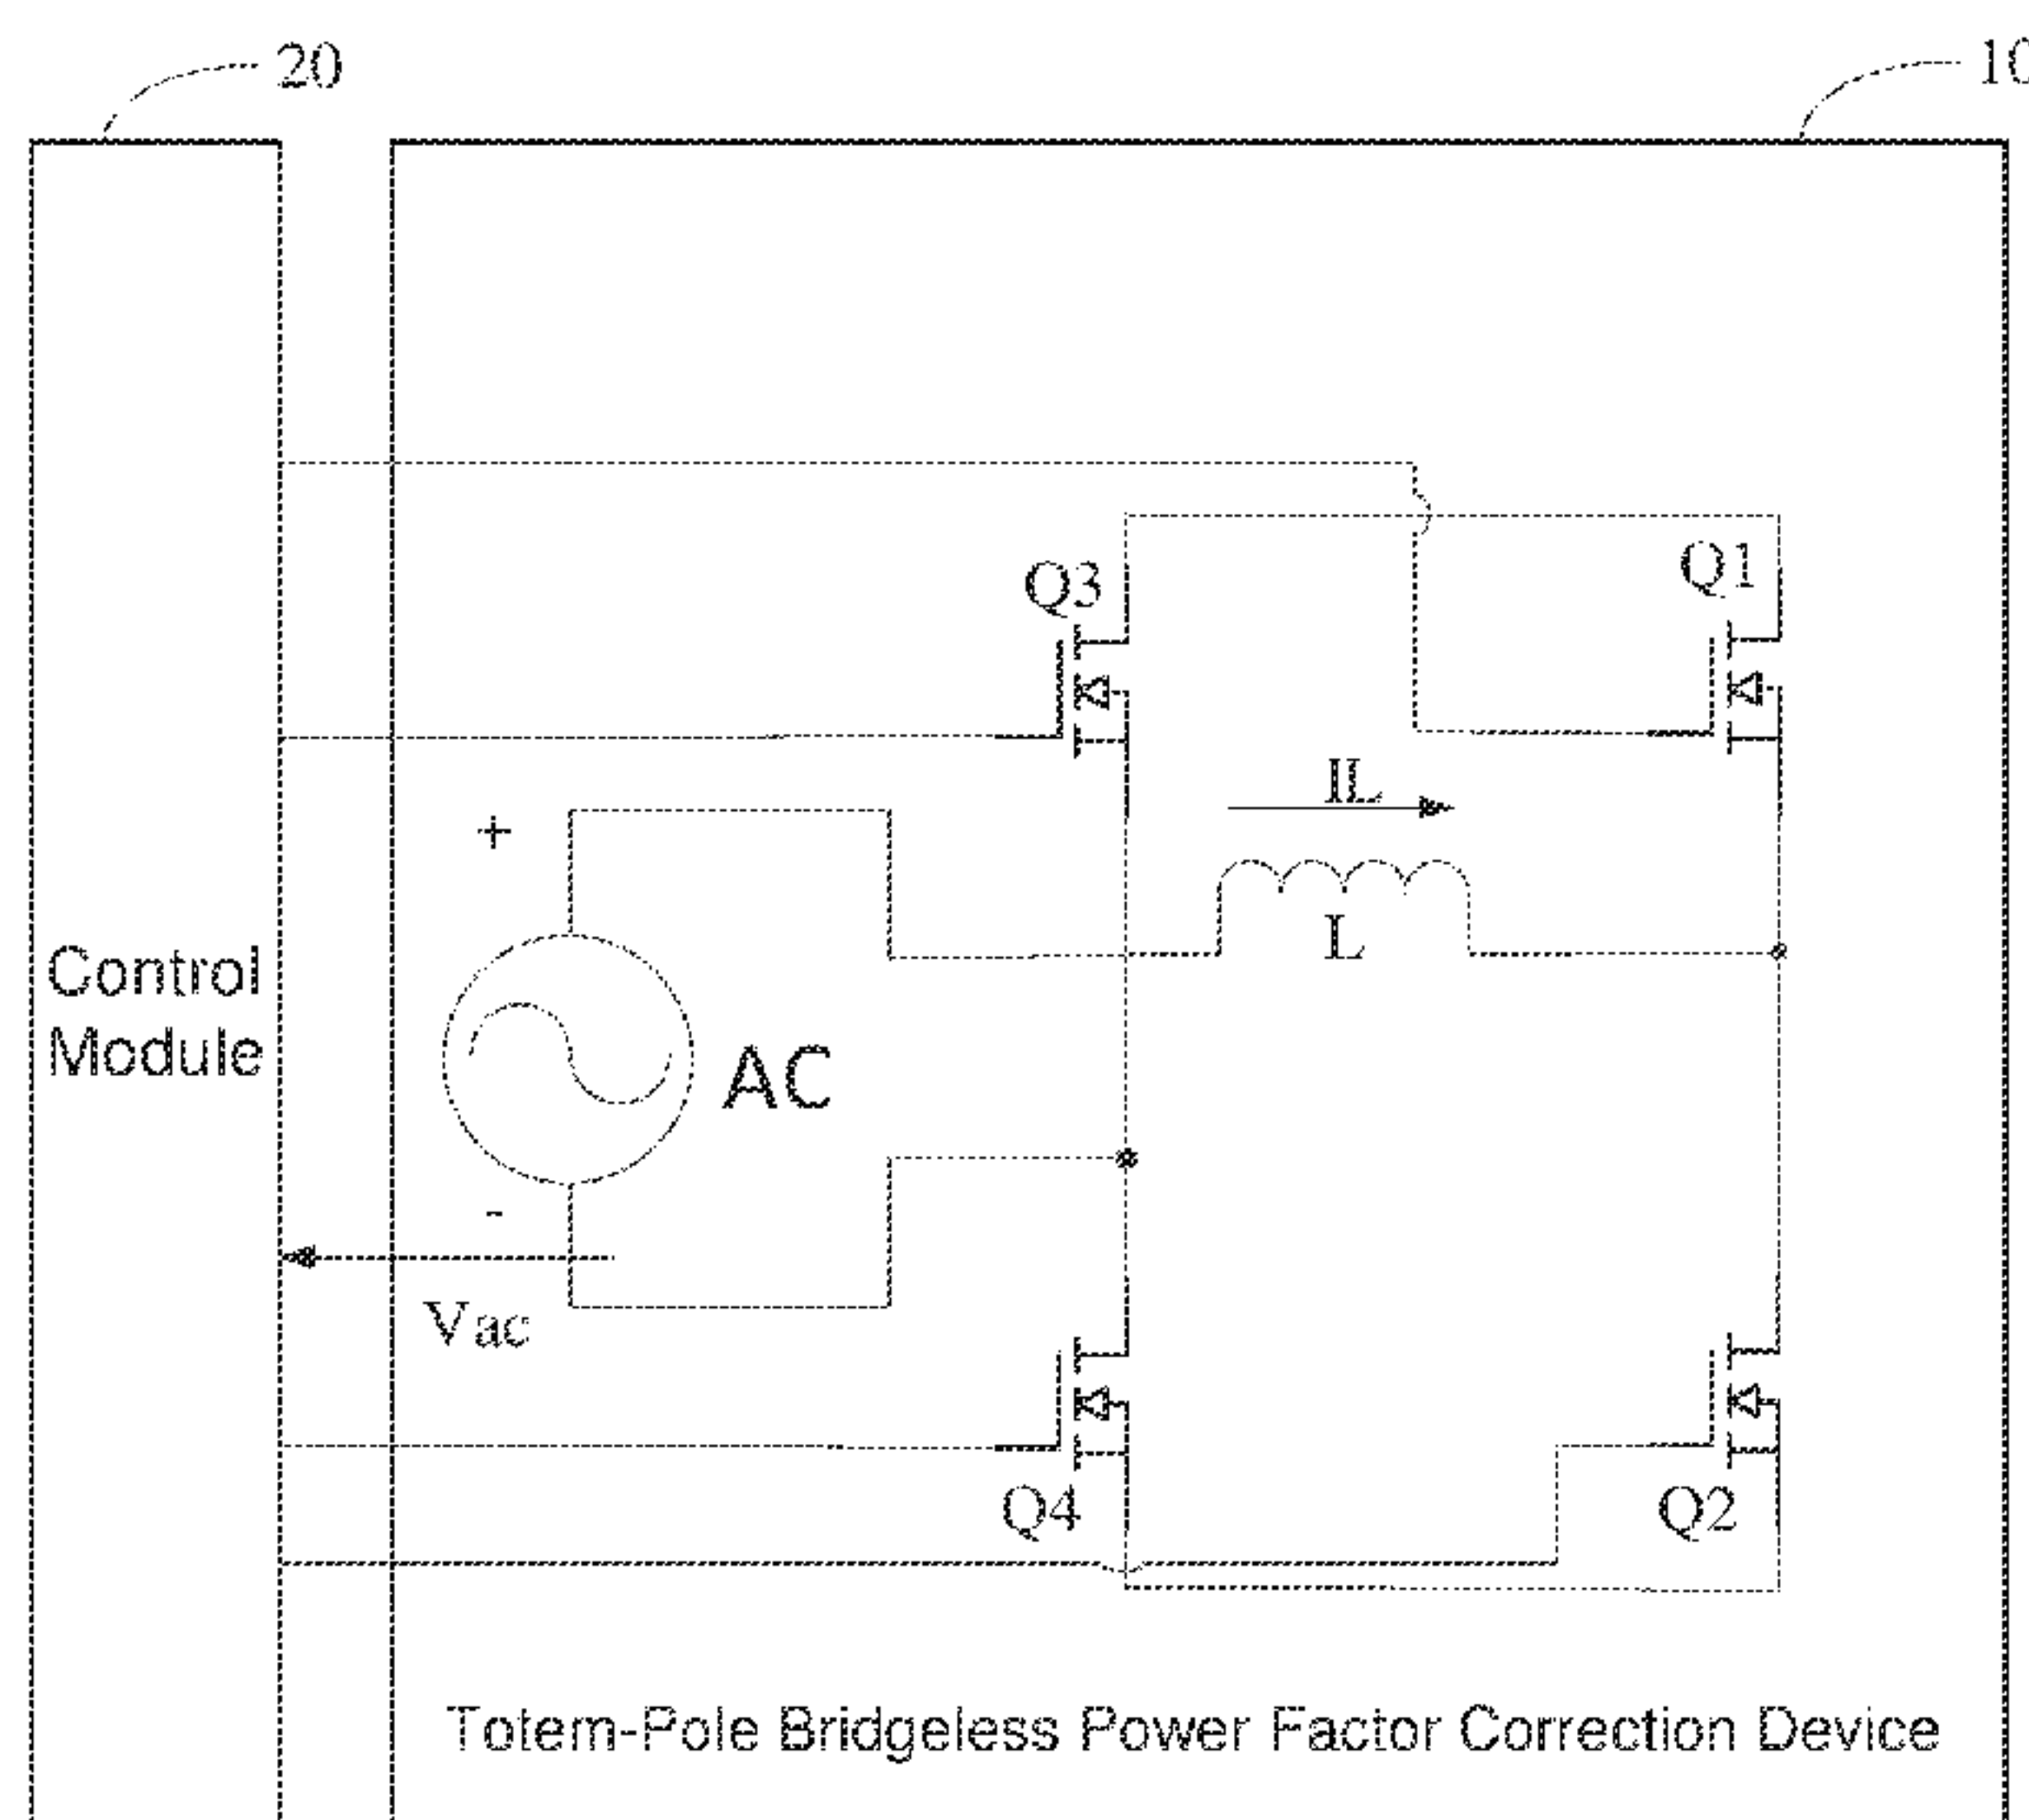 20
10
Q3
Q1
IL
+
L
Control
Module
AC
-
Vac
Q4
Q2
Totem-Pole Bridgeless Power Factor Correction Device